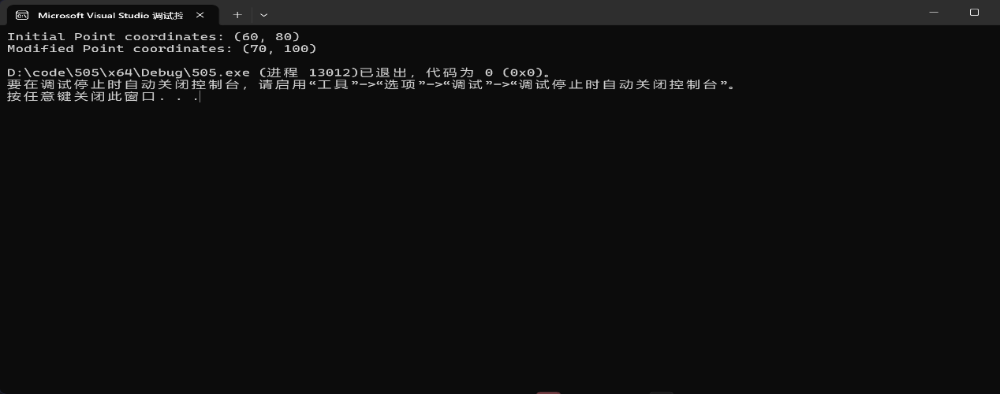 Microsoft Visual Studio 调试控
Initial Point coordinates: (60, 80)
Modified Point coordinates: (70, 100)
D:\code\505\x64\Debug\505.exe (进程 13012)已退出，代码为 0 (0x0)。
要在调试停止时自动关闭控制台，请启用“工具”->“选项”->“调试”->“调试停止时自动关闭控制台”。
按任意键关闭此窗口. . .